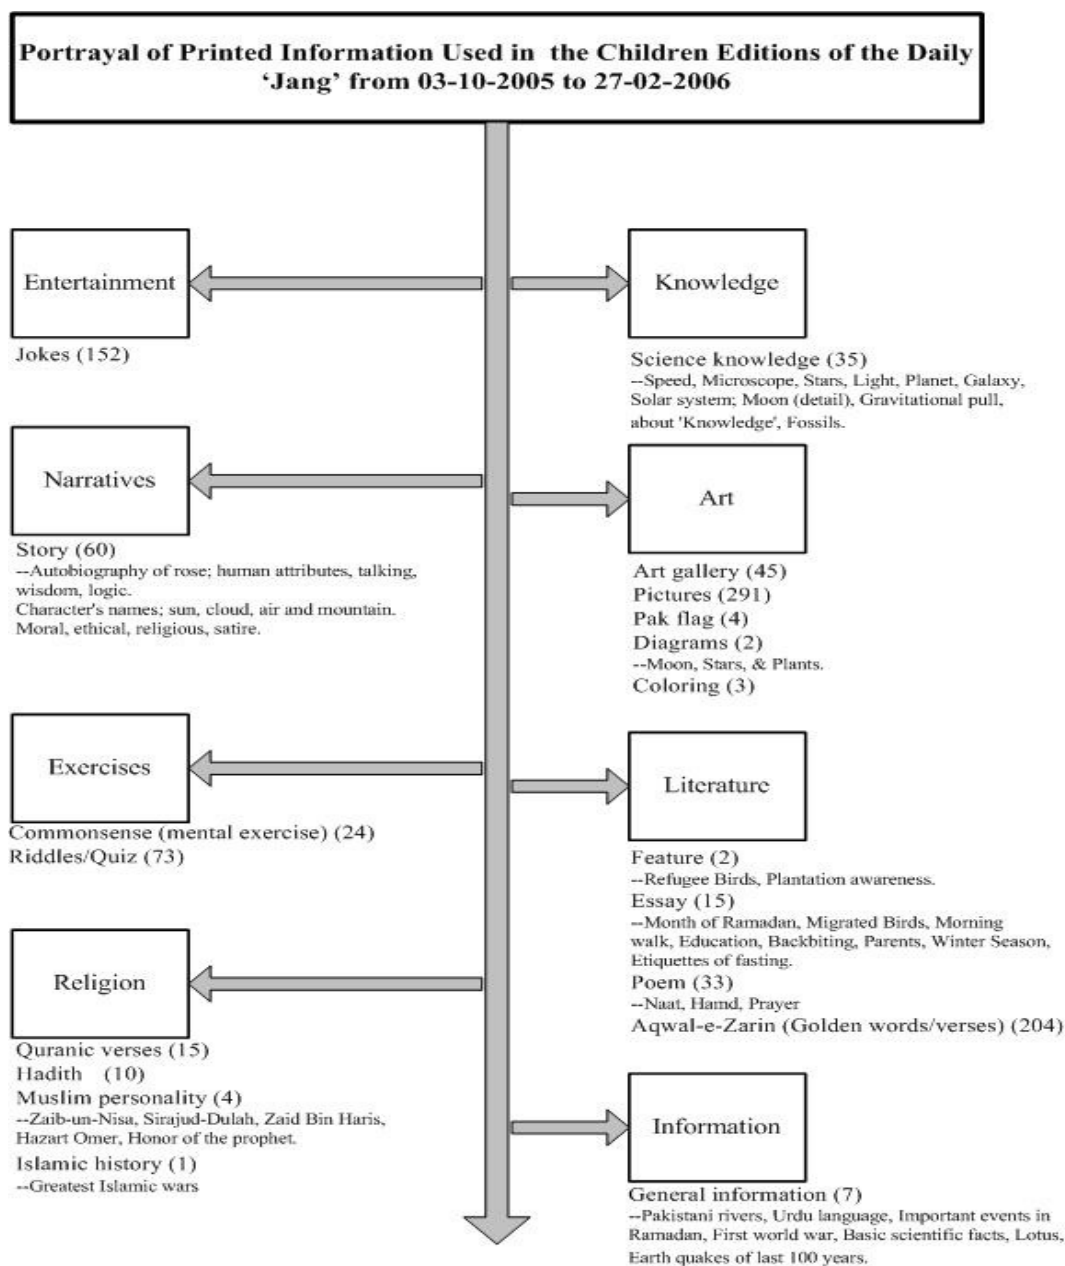 Portrayal of Printed Information Used in the Children Editions of the Daily
‘Jang’ from 03-10-2005 to 27-02-2006
Entertainment
Jokes (152)
Narratives
Story (60)
--Autobiography of rose; human attributes, talking,
wisdom, logic.
Character's names; sun, cloud, air and mountain.
Moral, ethical, religious, satire.
Exercises
Commonsense (mental exercise) (24)
Riddles/Quiz (73)
Religion
Quranic verses (15)
Hadith (10)
Muslim personality (4)
--Zaib-un-Nisa, Sirajud-Dulah, Zaid Bin Haris,
Hazart Omer, Honor of the prophet.
Islamic history (1)
--Greatest Islamic wars
Knowledge
Science knowledge (35)
--Speed, Microscope, Stars, Light, Planet, Galaxy,
Solar system; Moon (detail), Gravitational pull,
about 'Knowledge', Fossils.
Art
Art gallery (45)
Pictures (291)
Pak flag (4)
Diagrams (2)
--Moon, Stars, & Plants.
Coloring (3)
Literature
Feature (2)
--Refugee Birds, Plantation awareness.
Essay (15)
--Month of Ramadan, Migrated Birds, Morning
walk, Education, Backbiting, Parents, Winter Season,
Etiquettes of fasting.
Poem (33)
--Naat, Hamd, Prayer
Aqwal-e-Zarin (Golden words/verses) (204)
Information
General information (7)
--Pakistani rivers, Urdu language, Important events in
Ramadan, First world war, Basic scientific facts, Lotus,
Earth quakes of last 100 years.